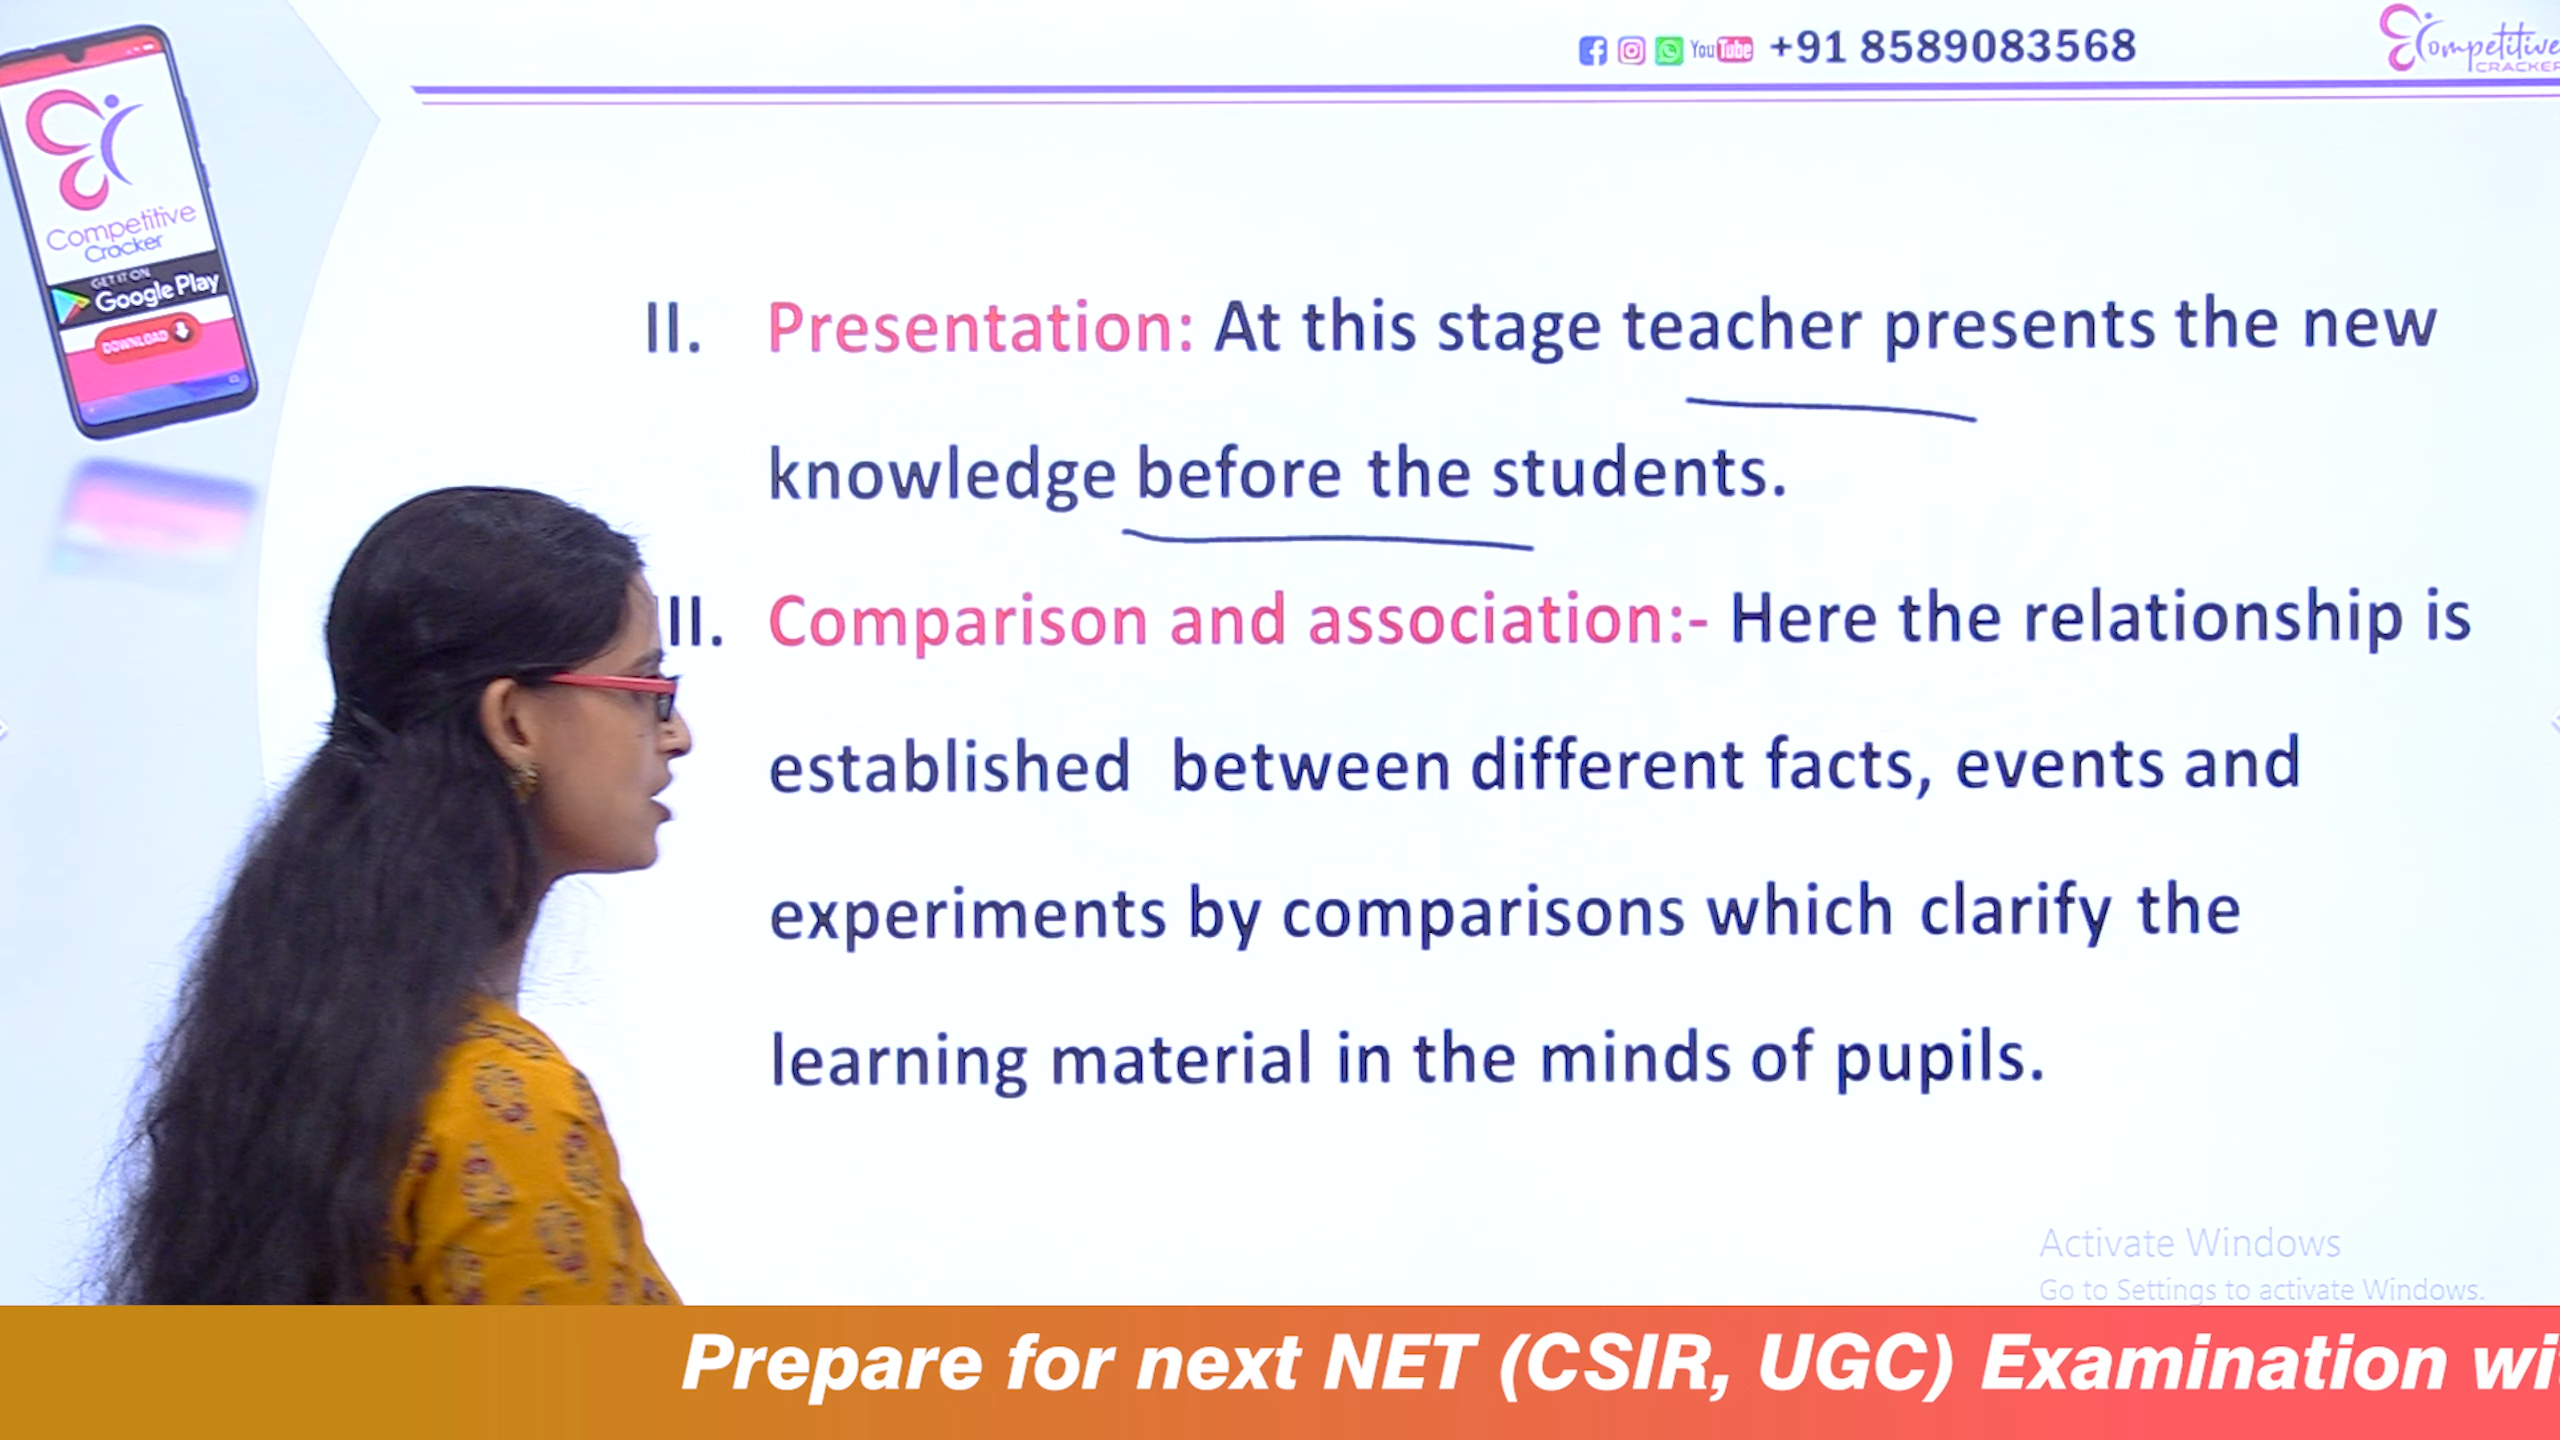 You Tube +91 8589083568
Competitive
CRACKER
Competitive
Cracker
GET IT ON
Google Play
DOWNLOAD
II. Presentation: At this stage teacher presents the new
knowledge before the students.
II. Comparison and association:- Here the relationship is
established between different facts, events and
experiments by comparisons which clarify the
learning material in the minds of pupils.
Activate Windows
Go to Settings to activate Windows.
Prepare for next NET (CSIR, UGC) Examination wi